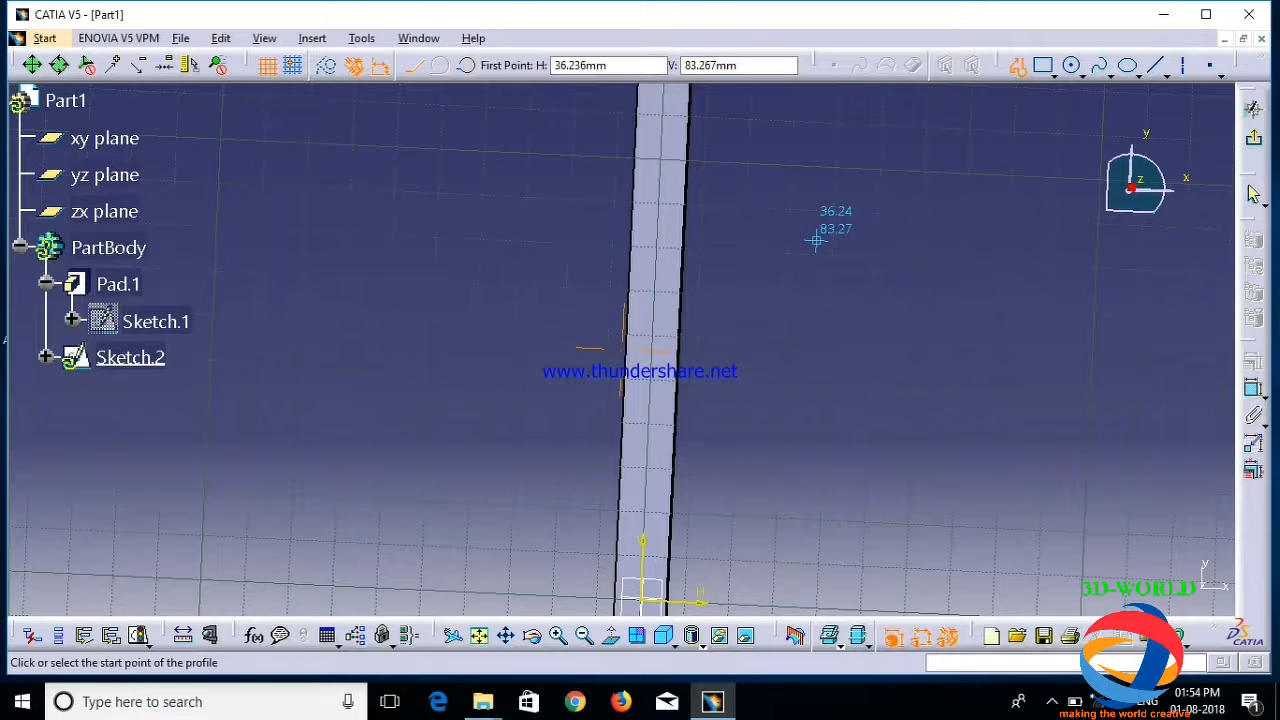 CATIA V5 - [Part1]
Start ENOVIA V5 VPM File Edit View Insert Tools Window Help
First Point: H: 36.236mm V: 83.267mm
Part1
xy plane
yz plane
zx plane
PartBody
Pad.1
Sketch.1
Sketch.2
y
z x
36.24
83.27
www.thundershare.net
H
y
z x
3D-WORLD
f(x)
CATIA
Click or select the start point of the profile
Type here to search
ENG
01:54 PM
01-08-2018
1
making the world creative